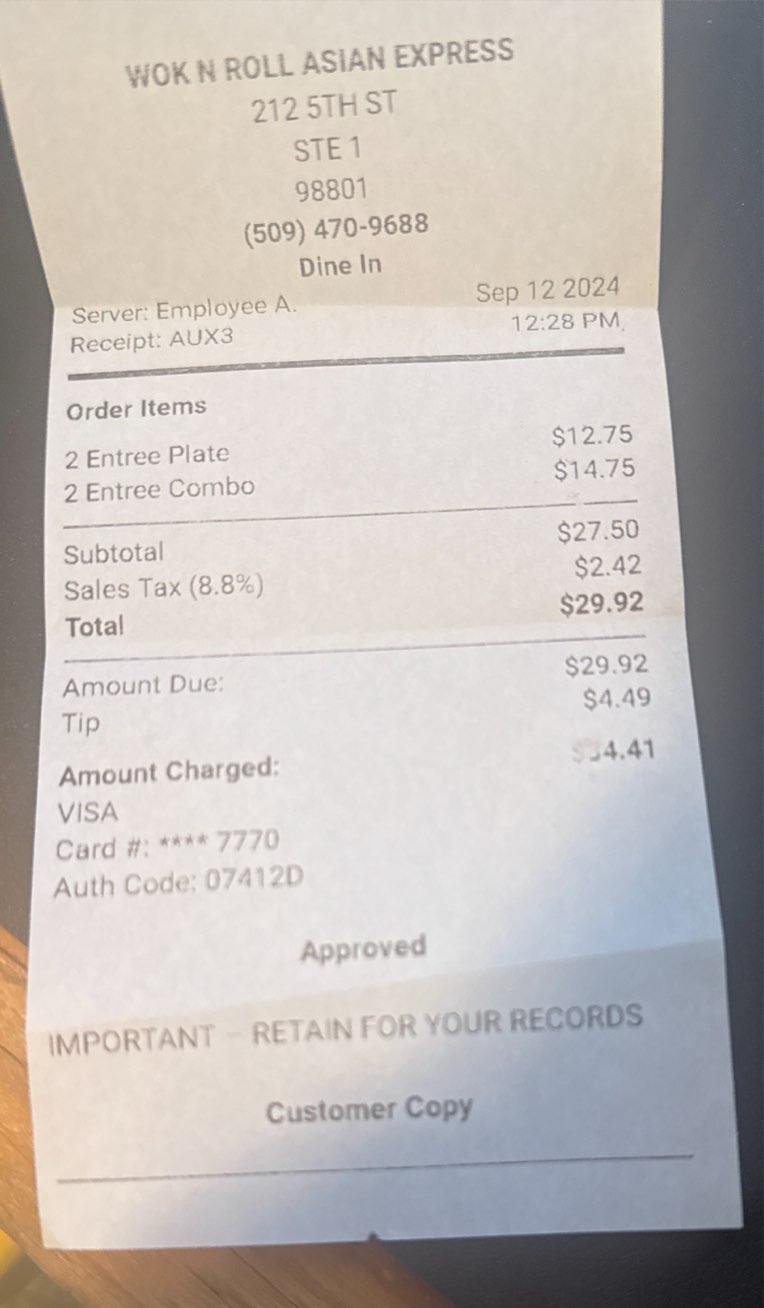 WOK N ROLL ASIAN EXPRESS
212 5TH ST
STE 1
98801
(509) 470-9688
Dine In
Server: Employee A. Sep 12 2024
Receipt: AUX3 12:28 PM
Order Items
2 Entree Plate $12.75
2 Entree Combo $14.75
Subtotal $27.50
Sales Tax (8.8%) $2.42
Total $29.92
Amount Due: $29.92
Tip $4.49
Amount Charged:
VISA
Card #: **** 7770
Auth Code: 07412D
Approved
IMPORTANT - RETAIN FOR YOUR RECORDS
Customer Copy